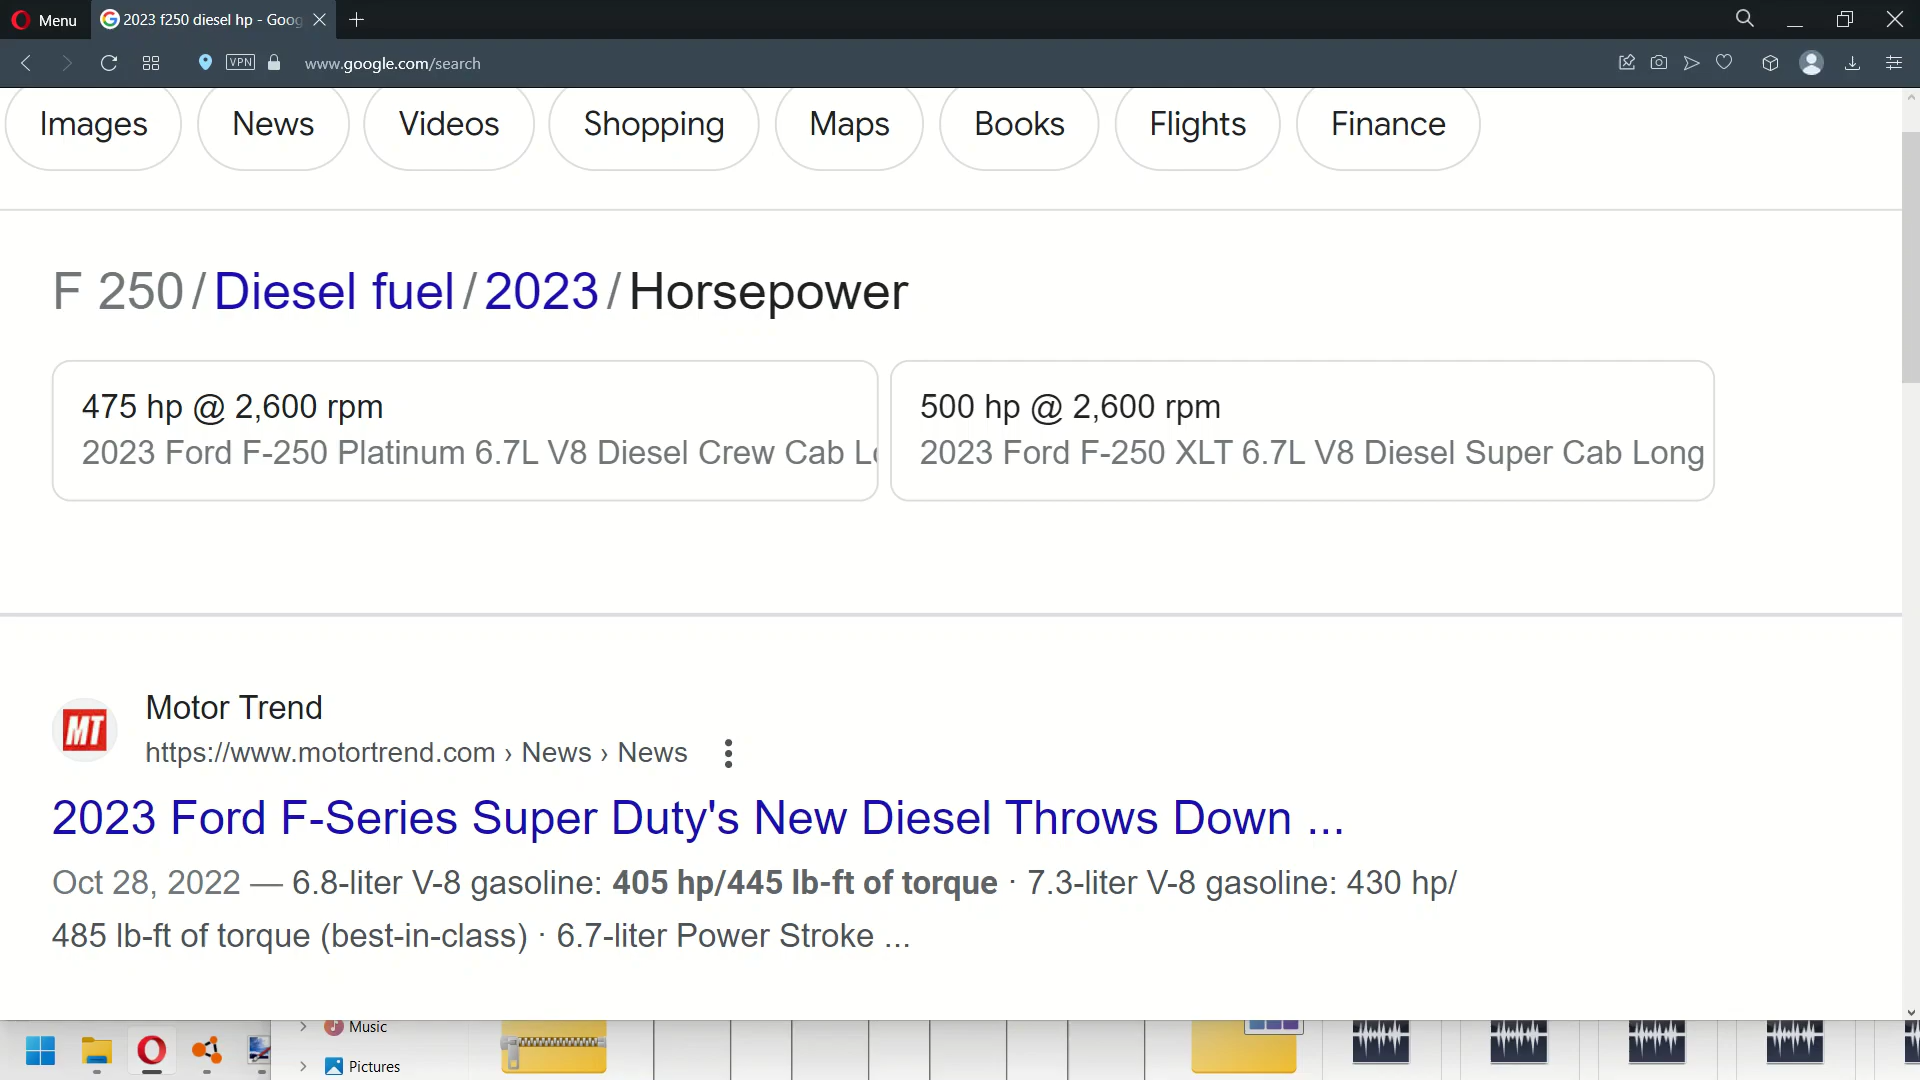 Menu
2023 f250 diesel hp - Goog
VPN
www.google.com/search
Images
News
Videos
Shopping
Maps
Books
Flights
Finance
F 250/Diesel fuel/2023/Horsepower
475 hp @ 2,600 rpm
2023 Ford F-250 Platinum 6.7L V8 Diesel Crew Cab Lo
500 hp @ 2,600 rpm
2023 Ford F-250 XLT 6.7L V8 Diesel Super Cab Long
MT
Motor Trend
https://www.motortrend.com › News › News
2023 Ford F-Series Super Duty's New Diesel Throws Down ...
Oct 28, 2022 — 6.8-liter V-8 gasoline: 405 hp/445 lb-ft of torque · 7.3-liter V-8 gasoline: 430 hp/
485 lb-ft of torque (best-in-class) · 6.7-liter Power Stroke ...
Music
Pictures